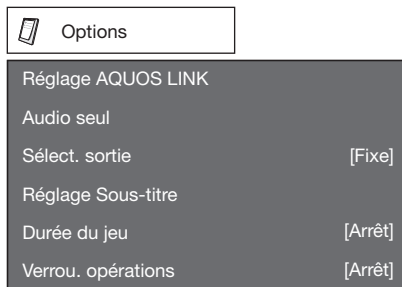 Options
Réglage AQUOS LINK
Audio seul
Sélect. sortie [Fixe]
Réglage Sous-titre
Durée du jeu [Arrêt]
Verrou. opérations [Arrêt]